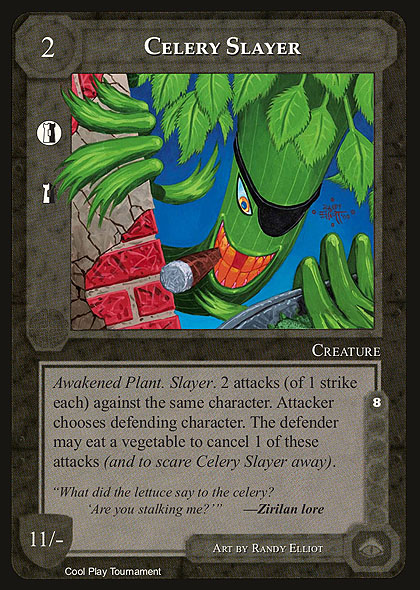 2
CELERY SLAYER
CREATURE
Awakened Plant. Slayer. 2 attacks (of 1 strike
each) against the same character. Attacker
chooses defending character. The defender
may eat a vegetable to cancel 1 of these
attacks (and to scare Celery Slayer away).
8
“What did the lettuce say to the celery?
‘Are you stalking me?’” —Zirilan lore
11/-
ART BY RANDY ELLIOT
Cool Play Tournament